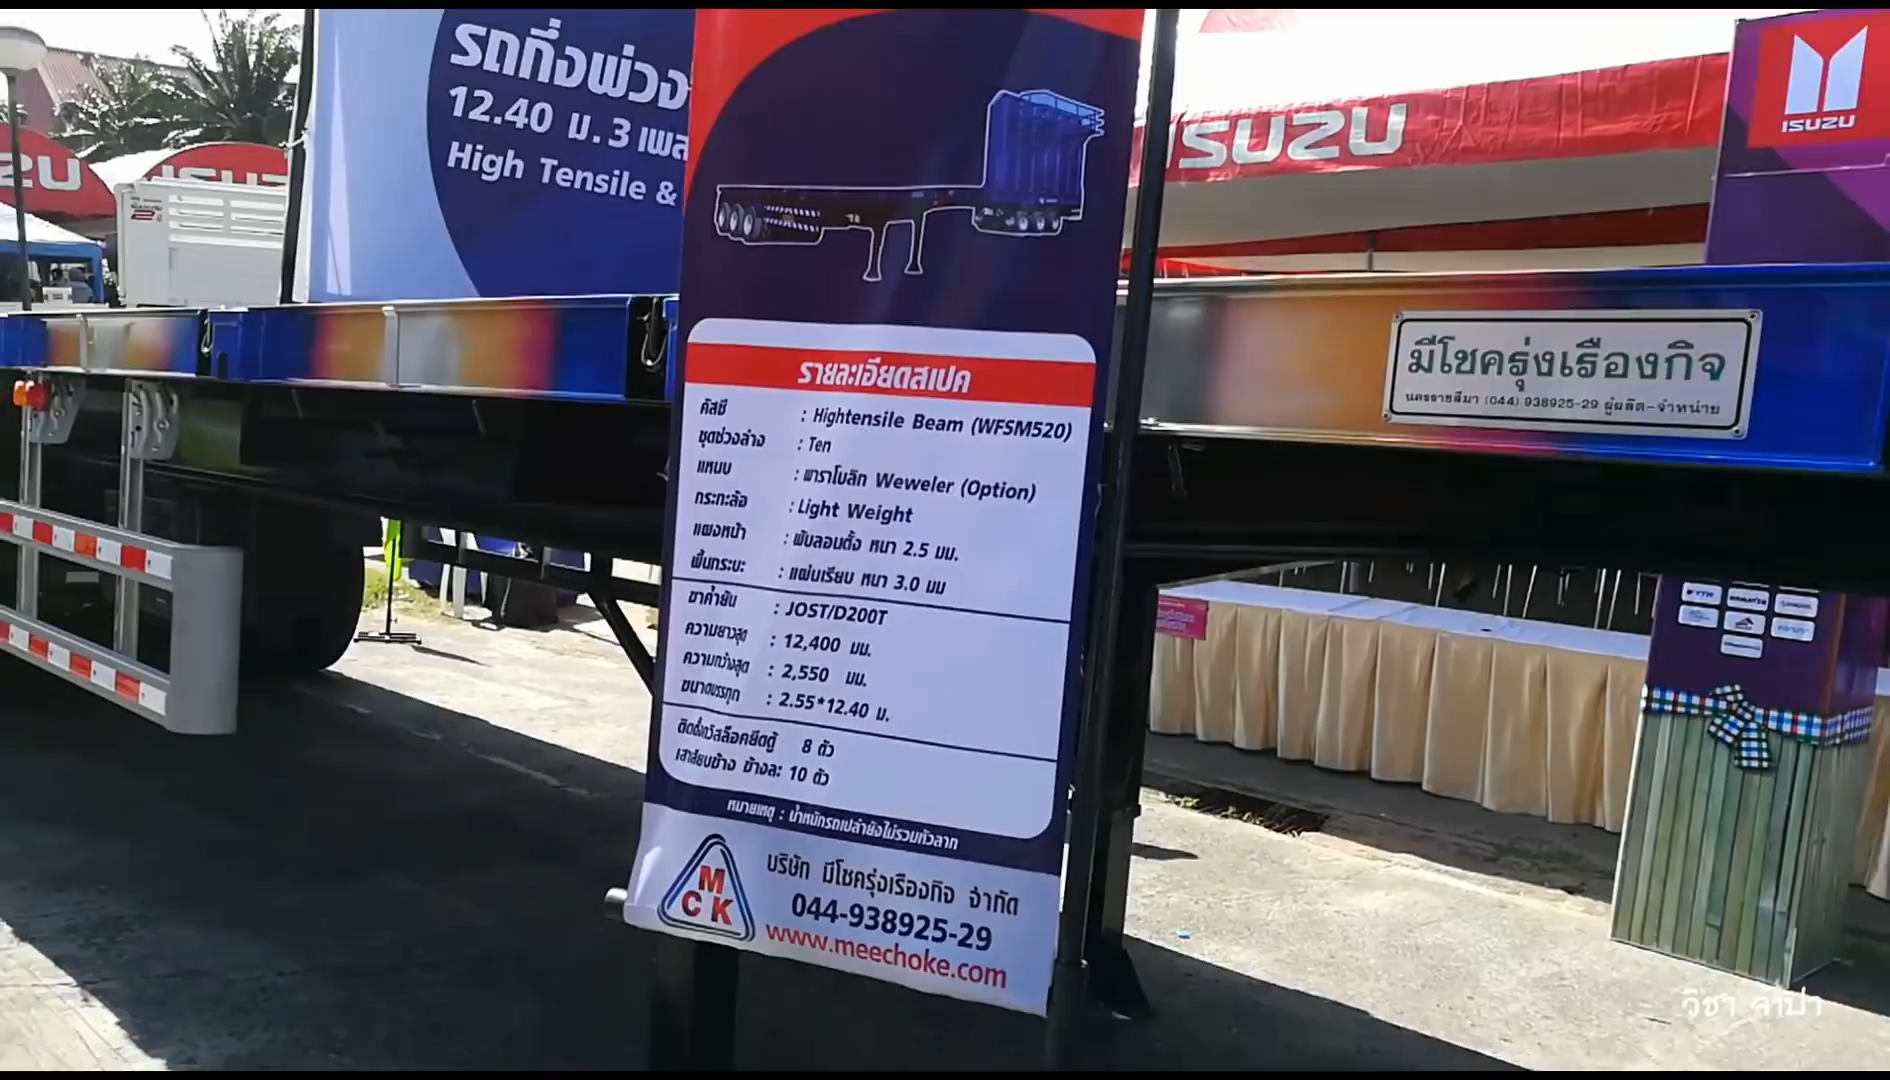 รถกึ่งพ่วง
12.40 ม. 3 เพล
High Tensile &
ISUZU
ISUZU
ZU
ISUZ
มีโชครุ่งเรืองกิจ
นครราชสีมา (044) 938925-29 ผู้ผลิต-จำหน่าย
รายละเอียดสเปค
คัสซี : Hightensile Beam (WFSM520)
ชุดช่วงล่าง : Ten
แหนบ : พาราโบลิก Weweler (Option)
กระทะล้อ : Light Weight
แผงหน้า : พับลอนตั้ง หนา 2.5 มม.
พื้นกระบะ : แผ่นเรียบ หนา 3.0 มม
ขาค้ำยัน : JOST/D200T
ความยาวสุด : 12,400 มม.
ความกว้างสุด : 2,550 มม.
ขนาดบรรทุก : 2.55*12.40 ม.
ติดตั้งทวิสล็อคยึดตู้ 8 ตัว
เสาเสียบข้าง ข้างละ 10 ตัว
หมายเหตุ : น้ำหนักรถเปล่ายังไม่รวมหัวลาก
MCK
บริษัท มีโชครุ่งเรืองกิจ จำกัด
044-938925-29
www.meechoke.com
KOMATSU
วิชา คำปา